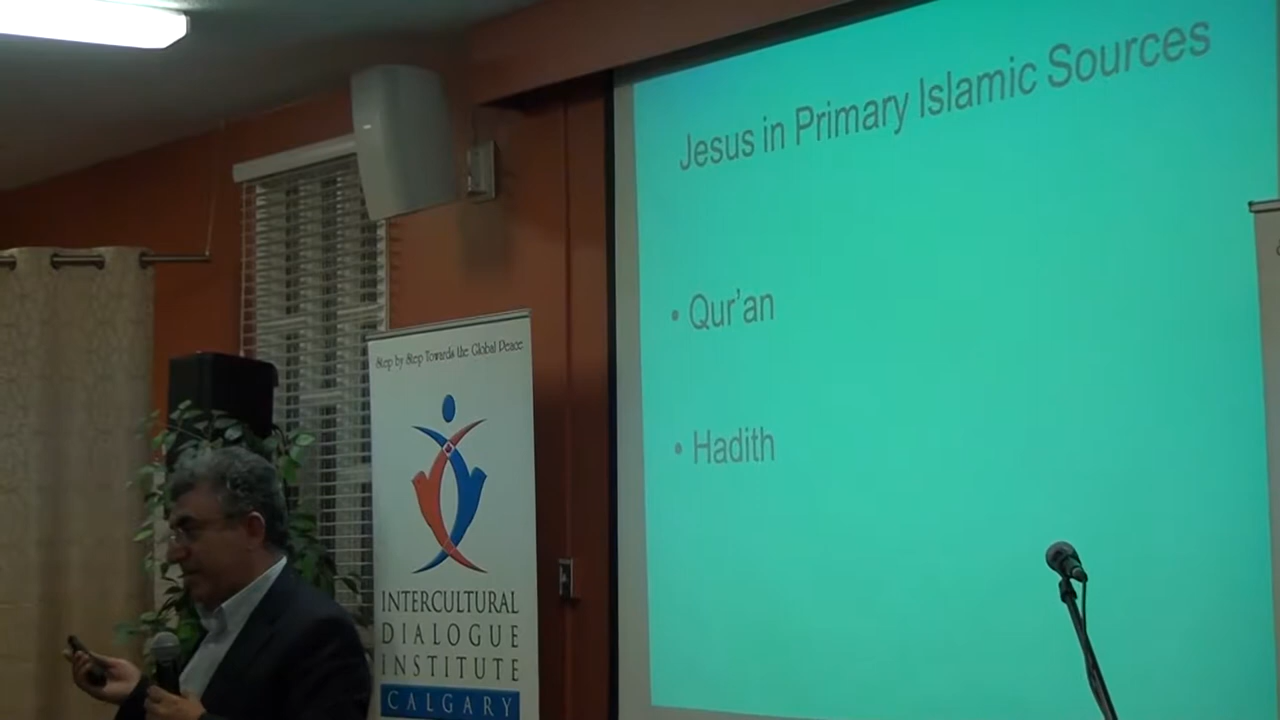 Jesus in Primary Islamic Sources
• Qur’an
• Hadith
Step by Step Towards the Global Peace
INTERCULTURAL
DIALOGUE
INSTITUTE
CALGARY